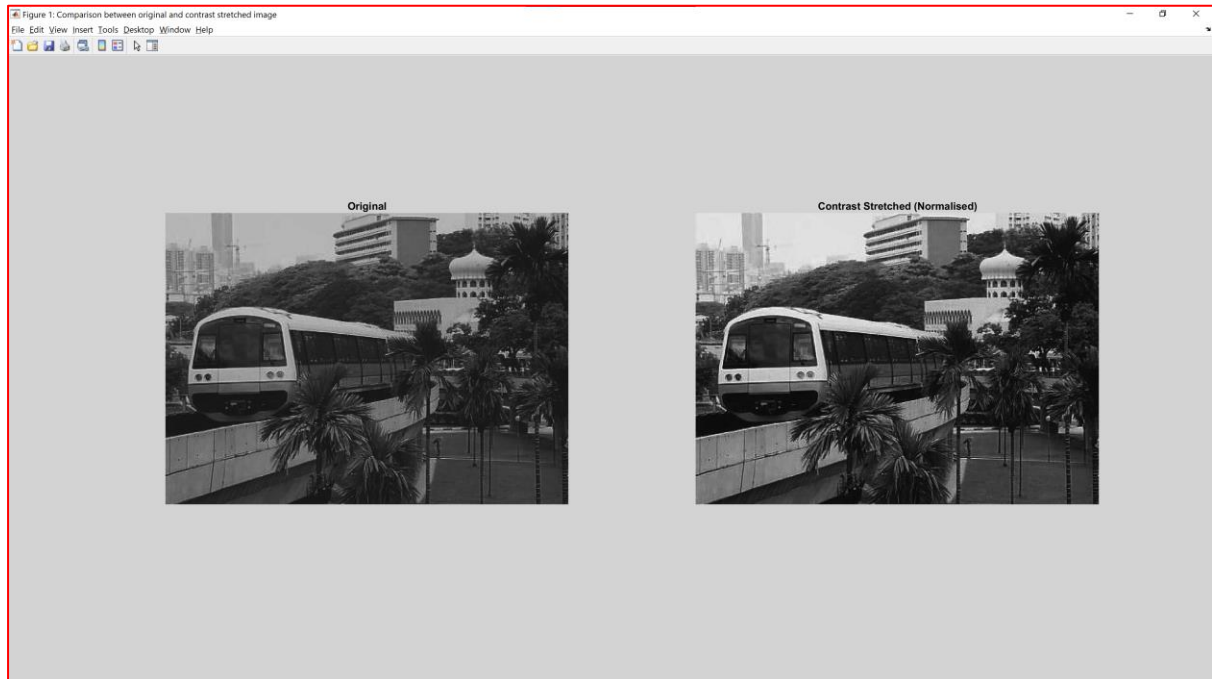 Figure 1: Comparison between original and contrast stretched image
File Edit View Insert Tools Desktop Window Help
Original
Contrast Stretched (Normalised)